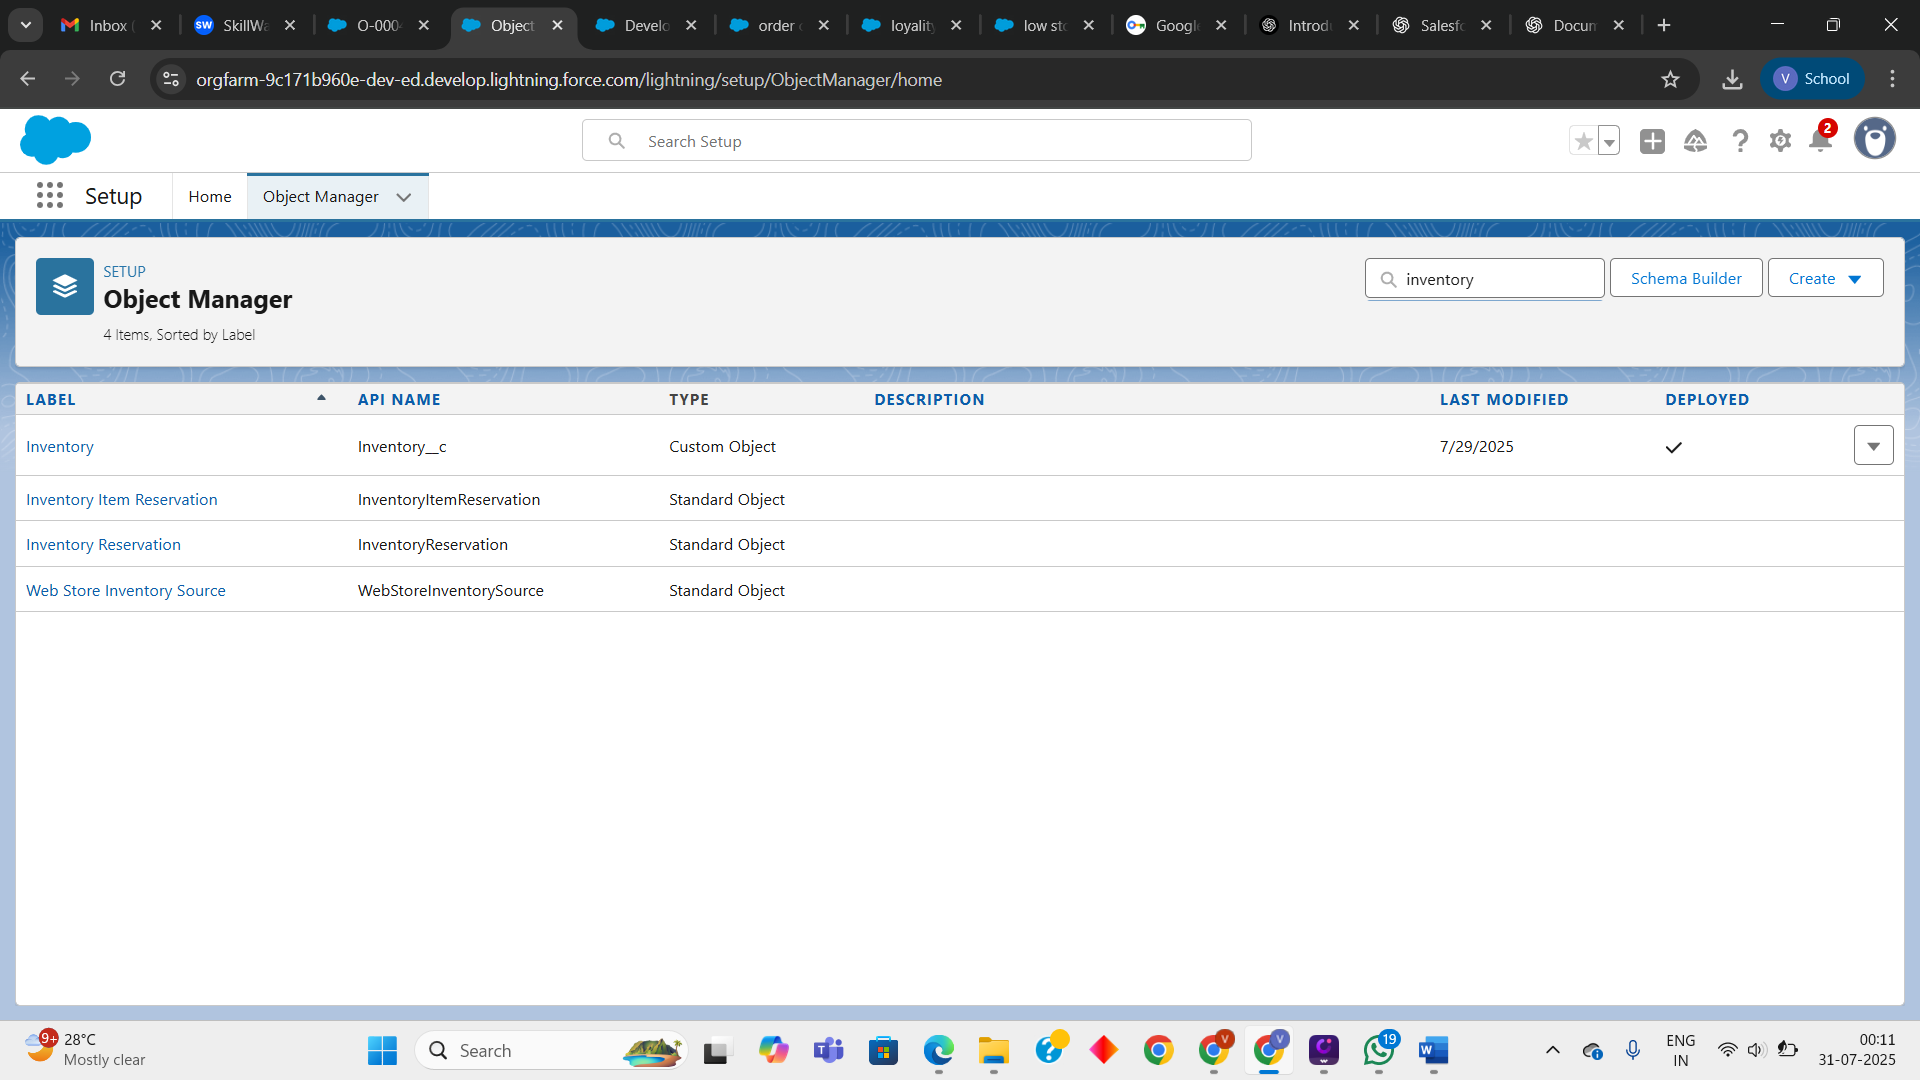 Inbox (
SkillWa
O-000
Object
Develo
order
loyality
low sto
Google
Introdu
Salesfo
Docum
orgfarm-9c171b960e-dev-ed.develop.lightning.force.com/lightning/setup/ObjectManager/home
V School
Search Setup
2
Setup
Home
Object Manager
SETUP
Object Manager
4 Items, Sorted by Label
inventory
Schema Builder
Create
LABEL API NAME TYPE DESCRIPTION LAST MODIFIED DEPLOYED
Inventory Inventory__c Custom Object 7/29/2025
Inventory Item Reservation InventoryItemReservation Standard Object
Inventory Reservation InventoryReservation Standard Object
Web Store Inventory Source WebStoreInventorySource Standard Object
9+
28°C
Mostly clear
Search
V
V
19
ENG
IN
00:11
31-07-2025